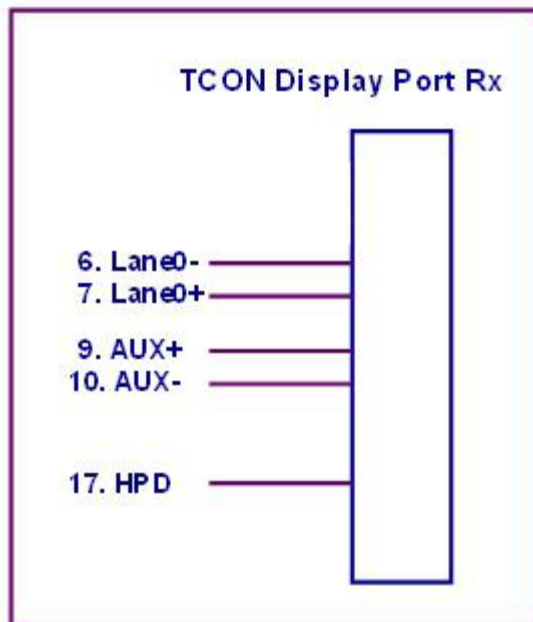 TCON Display Port Rx
6. Lane0-
7. Lane0+
9. AUX+
10. AUX-
17. HPD